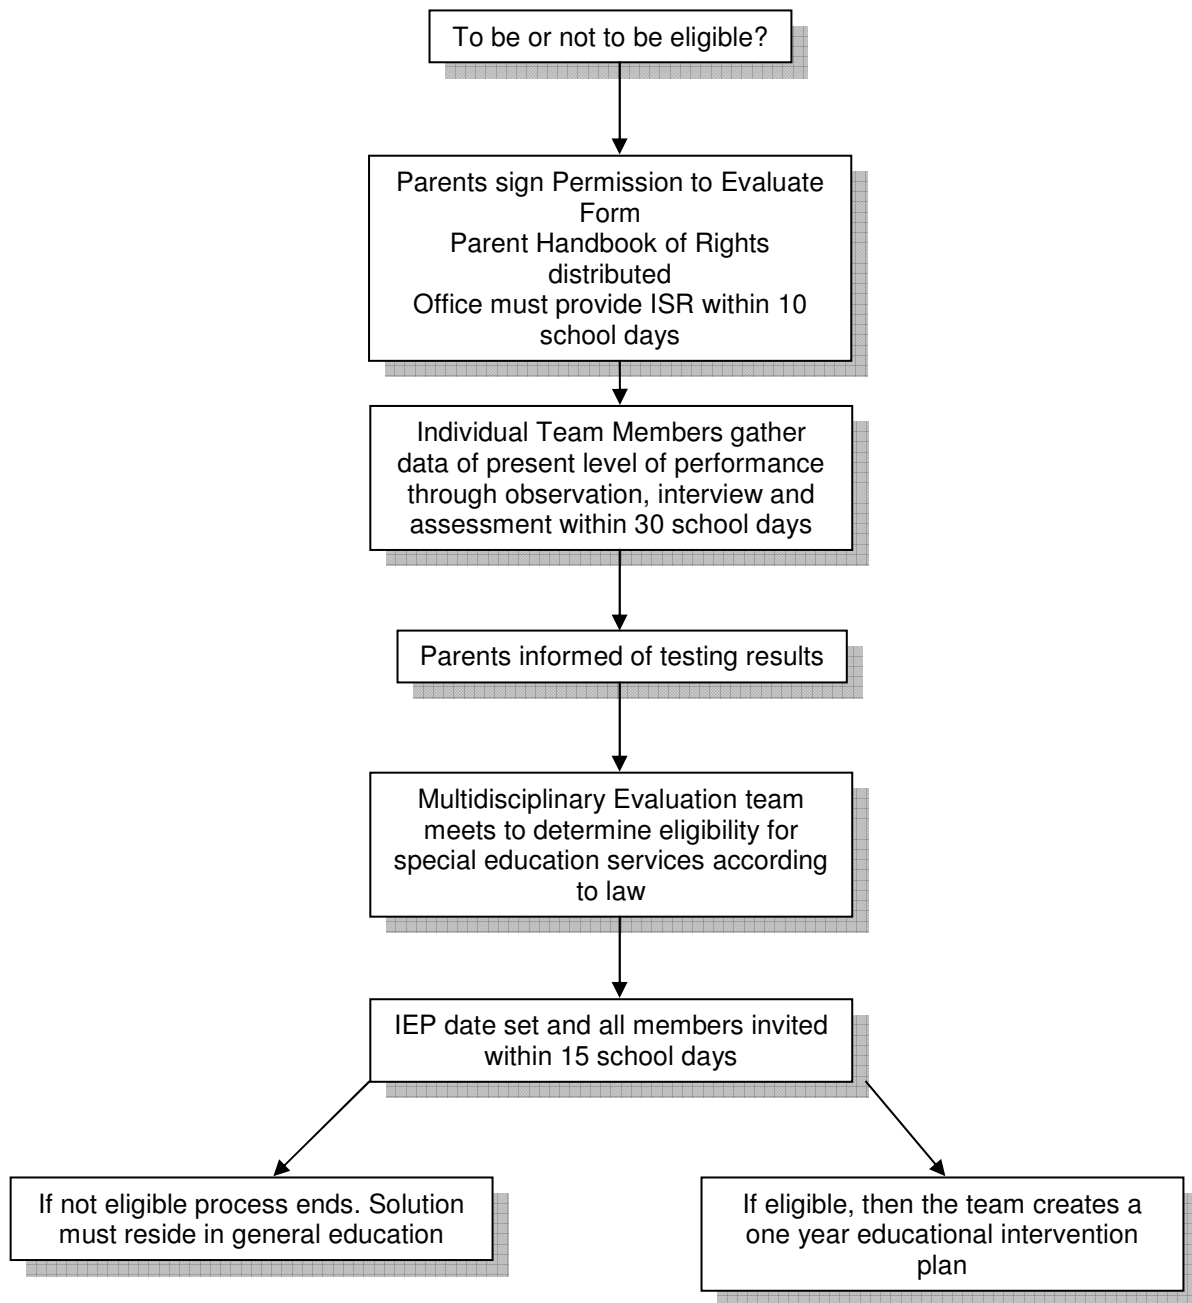 To be or not to be eligible?
Parents sign Permission to Evaluate
Form
Parent Handbook of Rights
distributed
Office must provide ISR within 10
school days
Individual Team Members gather
data of present level of performance
through observation, interview and
assessment within 30 school days
Parents informed of testing results
Multidisciplinary Evaluation team
meets to determine eligibility for
special education services according
to law
IEP date set and all members invited
within 15 school days
If not eligible process ends. Solution
must reside in general education
If eligible, then the team creates a
one year educational intervention
plan